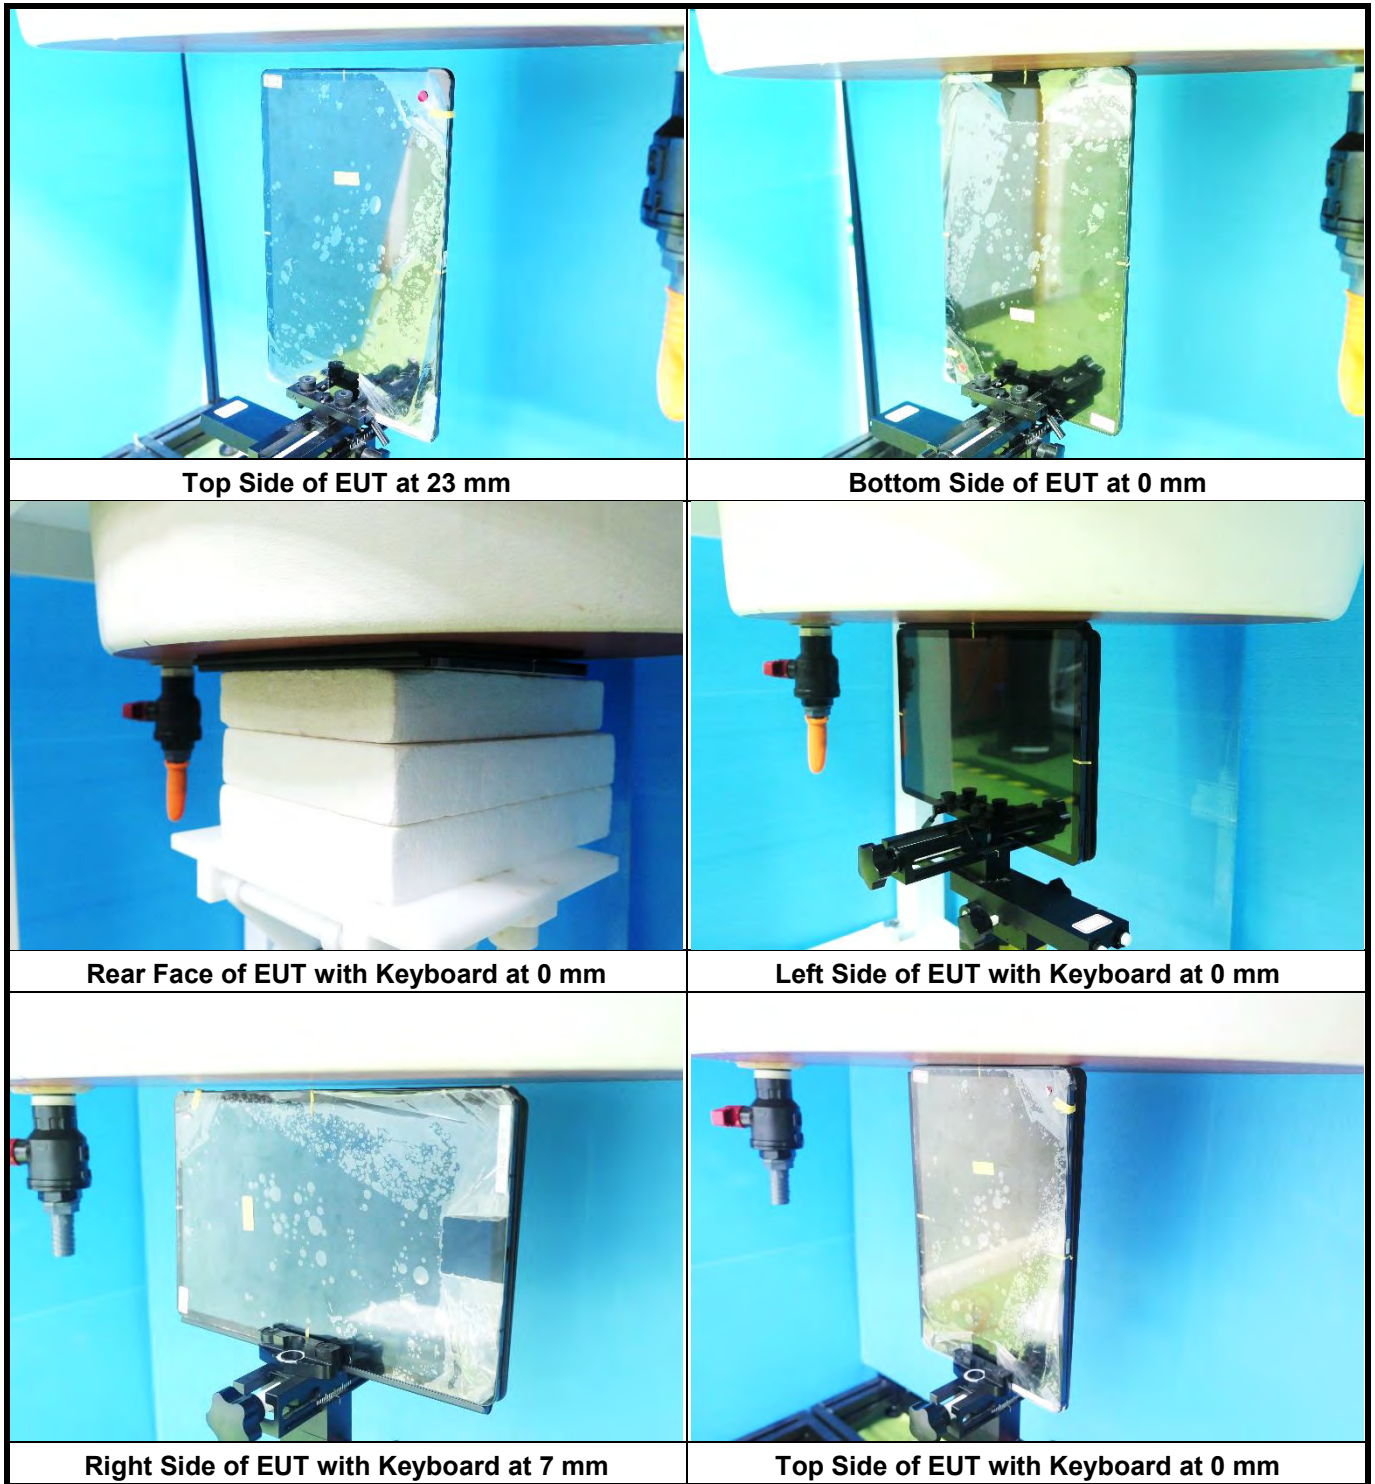 Top Side of EUT at 23 mm
Bottom Side of EUT at 0 mm
Rear Face of EUT with Keyboard at 0 mm
Left Side of EUT with Keyboard at 0 mm
Right Side of EUT with Keyboard at 7 mm
Top Side of EUT with Keyboard at 0 mm